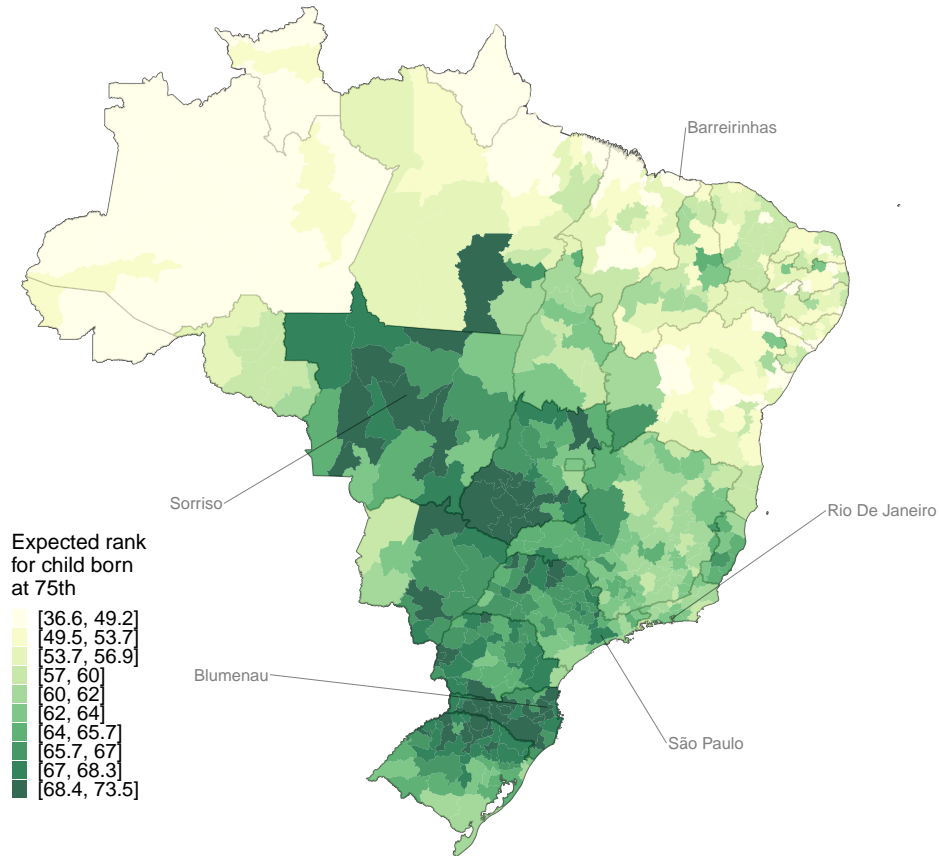 Barreirinhas
Sorriso
Rio De Janeiro
Expected rank
for child born
at 75th
[36.6, 49.2]
[49.5, 53.7]
[53.7, 56.9]
[57, 60]
[60, 62]
[62, 64]
[64, 65.7]
[65.7, 67]
[67, 68.3]
[68.4, 73.5]
Blumenau
São Paulo